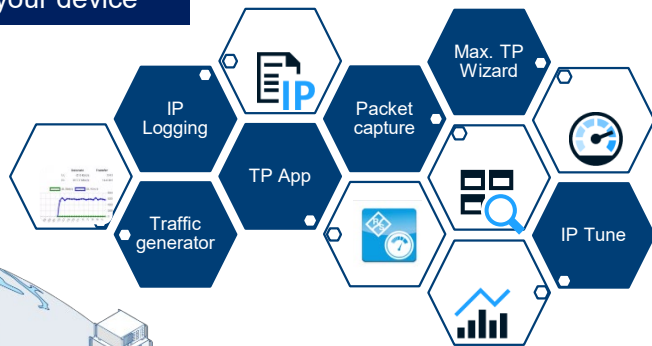 your device
Max. TP
Wizard
IP
IP
Logging
Packet
capture
TP App
Traffic
generator
IP Tune